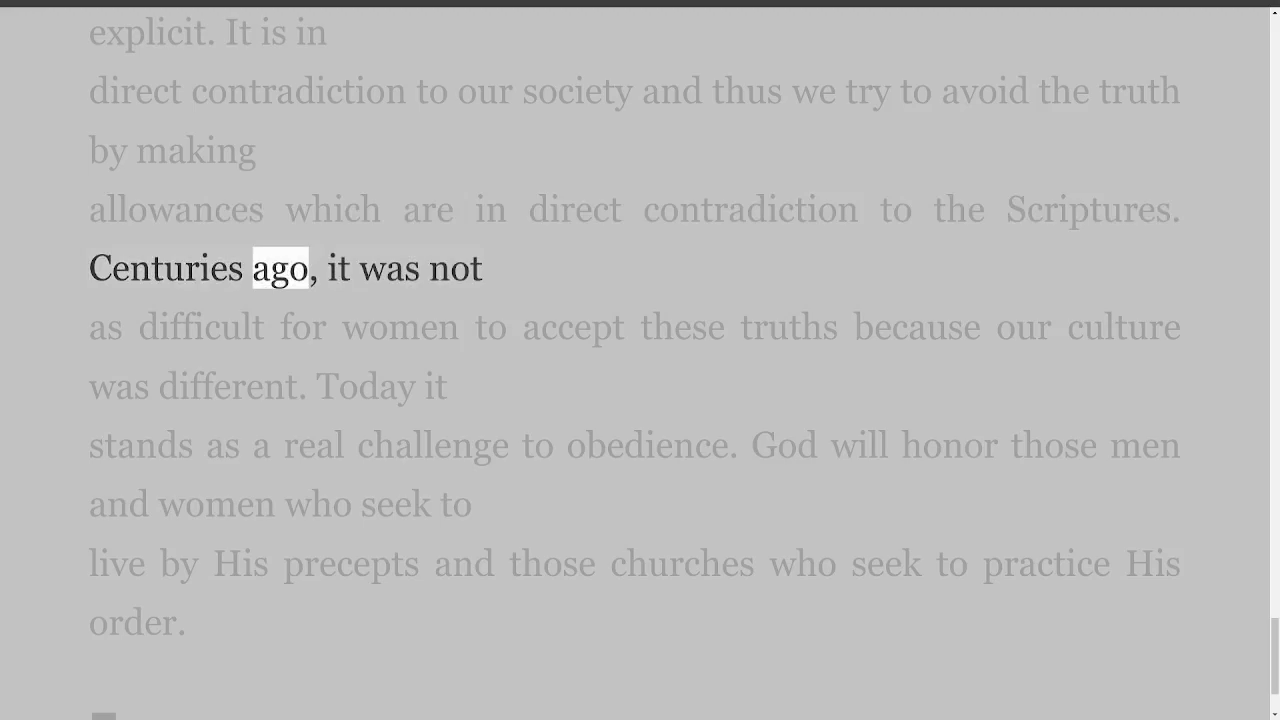 explicit. It is in
direct contradiction to our society and thus we try to avoid the truth
by making
allowances which are in direct contradiction to the Scriptures.
Centuries ago, it was not
as difficult for women to accept these truths because our culture
was different. Today it
stands as a real challenge to obedience. God will honor those men
and women who seek to
live by His precepts and those churches who seek to practice His
order.